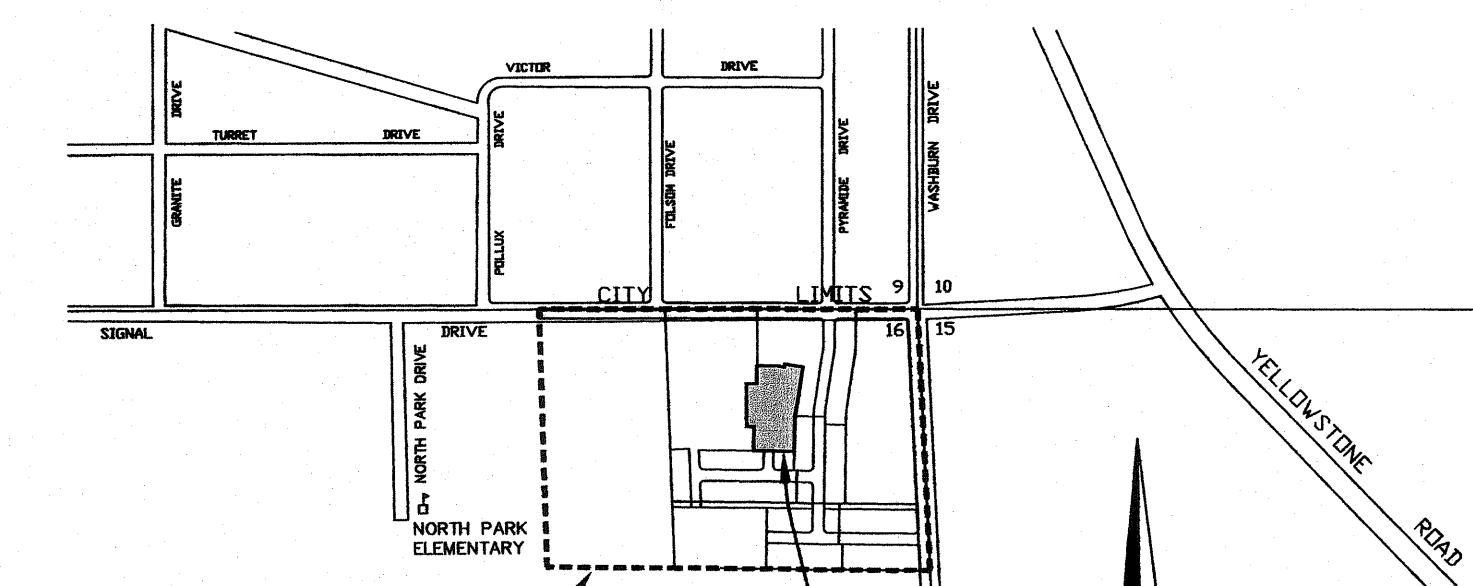 VICTOR DRIVE
GRANITE DRIVE
TURRET DRIVE
POLLUX DRIVE
FOLSOM DRIVE
PYRAMIDE DRIVE
WASHBURN DRIVE
CITY LIMITS
9
10
16
15
SIGNAL DRIVE
NORTH PARK DRIVE
NORTH PARK
ELEMENTARY
YELLOWSTONE ROAD